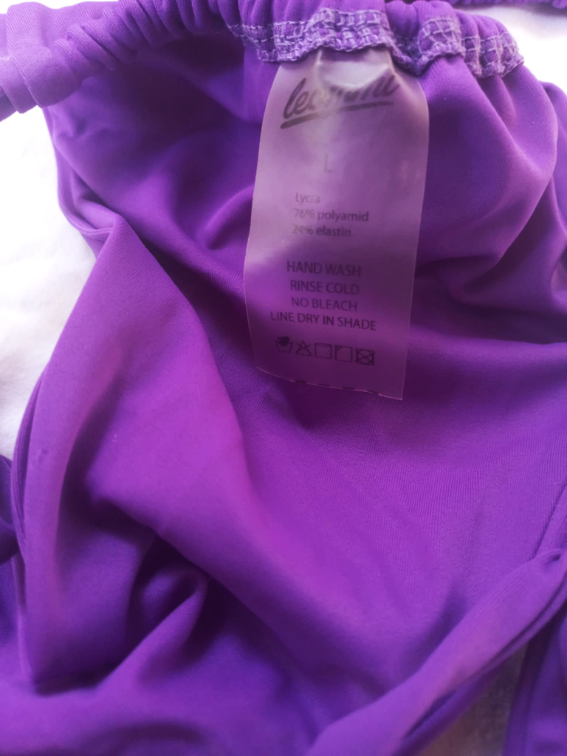 L
Lycra
76% polyamid
24% elastin
HAND WASH
RINSE COLD
NO BLEACH
LINE DRY IN SHADE